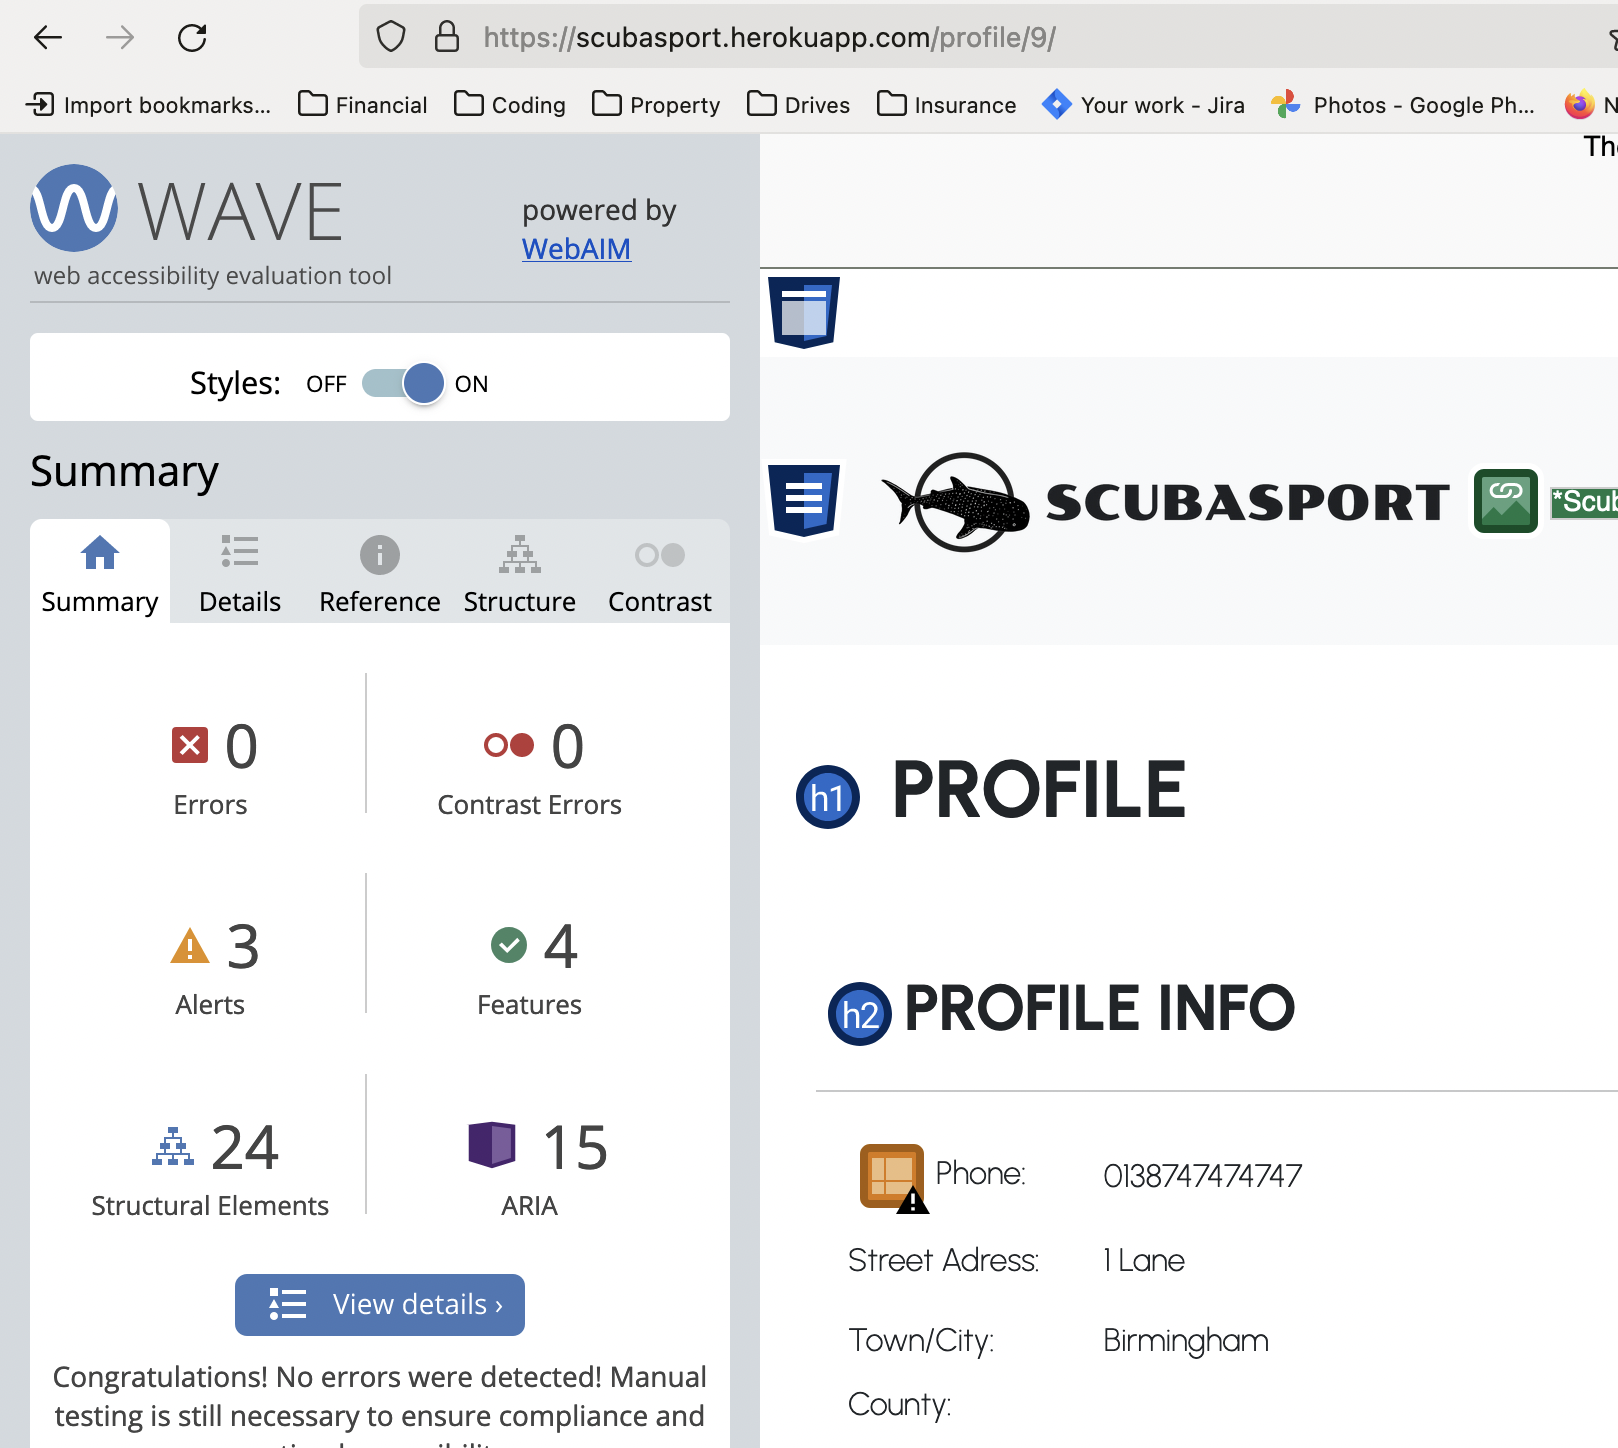 https://scubasport.herokuapp.com/profile/9/
Import bookmarks... Financial Coding Property Drives Insurance Your work - Jira Photos - Google Ph... N
The
WAVE
powered by
WebAIM
web accessibility evaluation tool
Styles: OFF ON
Summary
Summary Details Reference Structure Contrast
0 Errors
0 Contrast Errors
3 Alerts
4 Features
24 Structural Elements
15 ARIA
View details ›
Congratulations! No errors were detected! Manual
testing is still necessary to ensure compliance and
SCUBASPORT *Scub
h1 PROFILE
h2 PROFILE INFO
Phone: 0138747474747
Street Adress: 1 Lane
Town/City: Birmingham
County: